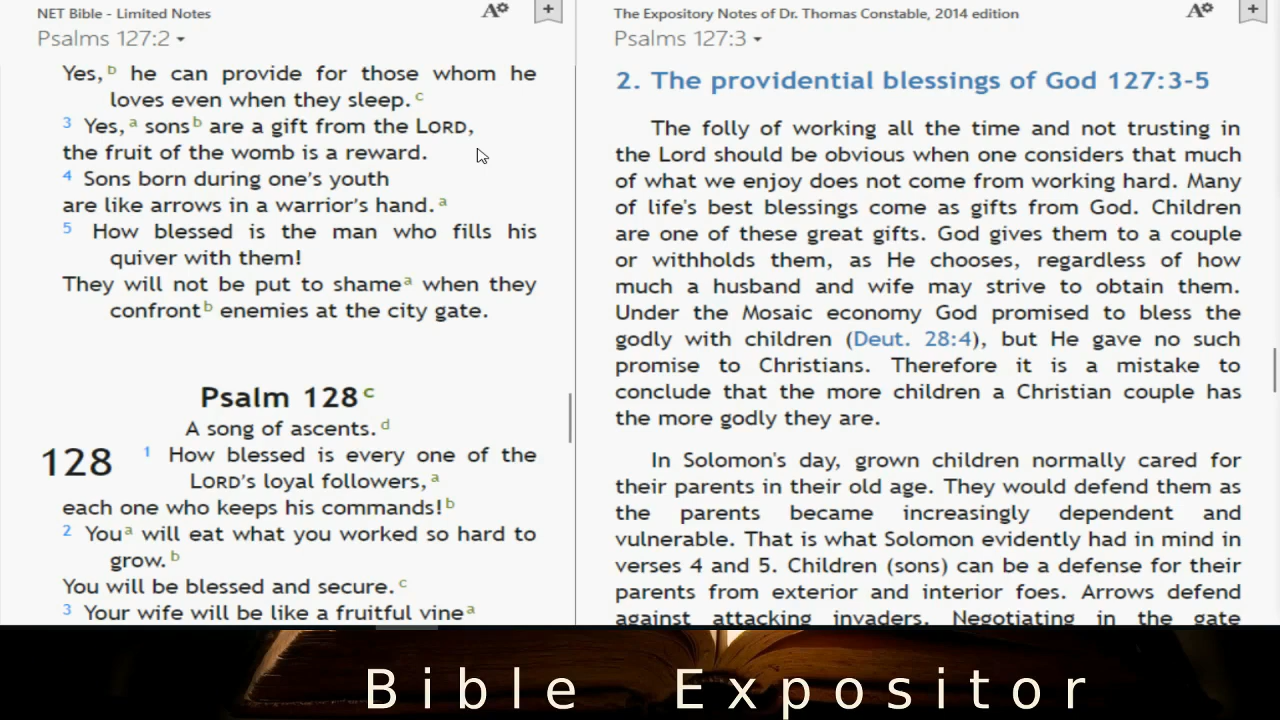 NET Bible - Limited Notes
Psalms 127:2
Yes, b he can provide for those whom he
loves even when they sleep. c
3 Yes, a sons b are a gift from the LORD,
the fruit of the womb is a reward.
4 Sons born during one's youth
are like arrows in a warrior's hand. a
5 How blessed is the man who fills his
quiver with them!
They will not be put to shame a when they
confront b enemies at the city gate.
Psalm 128 c
A song of ascents. d
128 1 How blessed is every one of the
LORD'S loyal followers, a
each one who keeps his commands! b
2 You a will eat what you worked so hard to
grow. b
You will be blessed and secure. c
3 Your wife will be like a fruitful vine a
The Expository Notes of Dr. Thomas Constable, 2014 edition
Psalms 127:3
2. The providential blessings of God 127:3-5
The folly of working all the time and not trusting in
the Lord should be obvious when one considers that much
of what we enjoy does not come from working hard. Many
of life's best blessings come as gifts from God. Children
are one of these great gifts. God gives them to a couple
or withholds them, as He chooses, regardless of how
much a husband and wife may strive to obtain them.
Under the Mosaic economy God promised to bless the
godly with children (Deut. 28:4), but He gave no such
promise to Christians. Therefore it is a mistake to
conclude that the more children a Christian couple has
the more godly they are.
In Solomon's day, grown children normally cared for
their parents in their old age. They would defend them as
the parents became increasingly dependent and
vulnerable. That is what Solomon evidently had in mind in
verses 4 and 5. Children (sons) can be a defense for their
parents from exterior and interior foes. Arrows defend
against attacking invaders. Negotiating in the gate
Bible Expositor